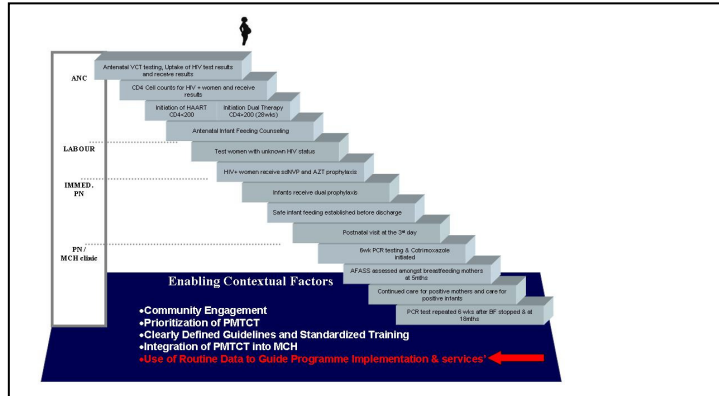 Antenatal VCT testing, Uptake of HIV test results
and receive results
ANC
CD4 Cell counts for HIV + women and receive
results
Initiation of HAART
CD4<200
Initiation Dual Therapy
CD4>200 (28wks)
Antenatal Infant Feeding Counseling
LABOUR
Test women with unknown HIV status
HIV+ women receive sdNVP and AZT prophylaxis
IMMED.
PN
Infants receive dual prophylaxis
Safe infant feeding established before discharge
Postnatal visit at the 3rd day
PN /
MCH clinic
6wk PCR testing & Cotrimoxazole
initiated
AFASS assessed amongst breastfeeding mothers
at 5mths
Continued care for positive mothers and care for
positive infants
PCR test repeated 6 wks after BF stopped & at
18mths
Enabling Contextual Factors
•Community Engagement
•Prioritization of PMTCT
•Clearly Defined Guidelines and Standardized Training
•Integration of PMTCT into MCH
•Use of Routine Data to Guide Programme Implementation & services'